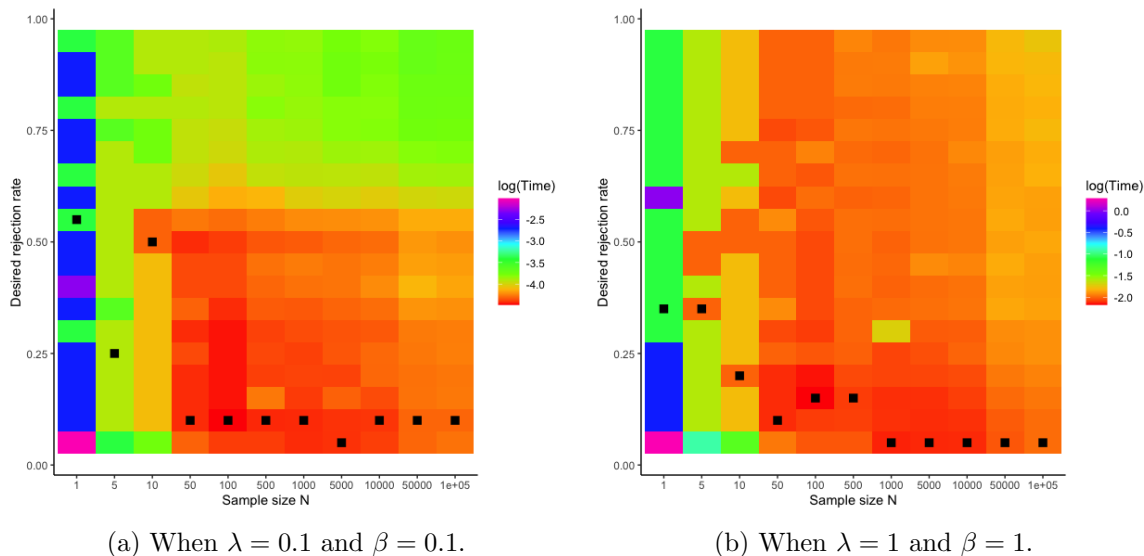 1.00
0.75
0.50
0.25
0.00
Desired rejection rate
1 5 10 50 100 500 1000 5000 10000 50000 1e+05
Sample size N
log(Time)
-2.5
-3.0
-3.5
-4.0
(a) When λ = 0.1 and β = 0.1.
1.00
0.75
0.50
0.25
0.00
Desired rejection rate
1 5 10 50 100 500 1000 5000 10000 50000 1e+05
Sample size N
log(Time)
0.0
-0.5
-1.0
-1.5
-2.0
(b) When λ = 1 and β = 1.